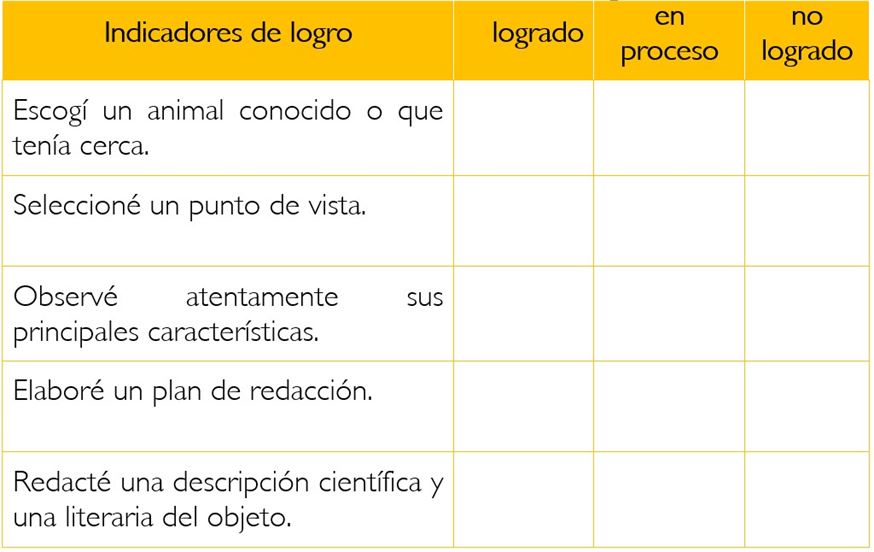 Indicadores de logro
logrado
en
proceso
no
logrado
Escogí un animal conocido o que
tenía cerca.
Seleccioné un punto de vista.
Observé atentamente sus
principales características.
Elaboré un plan de redacción.
Redacté una descripción científica y
una literaria del objeto.